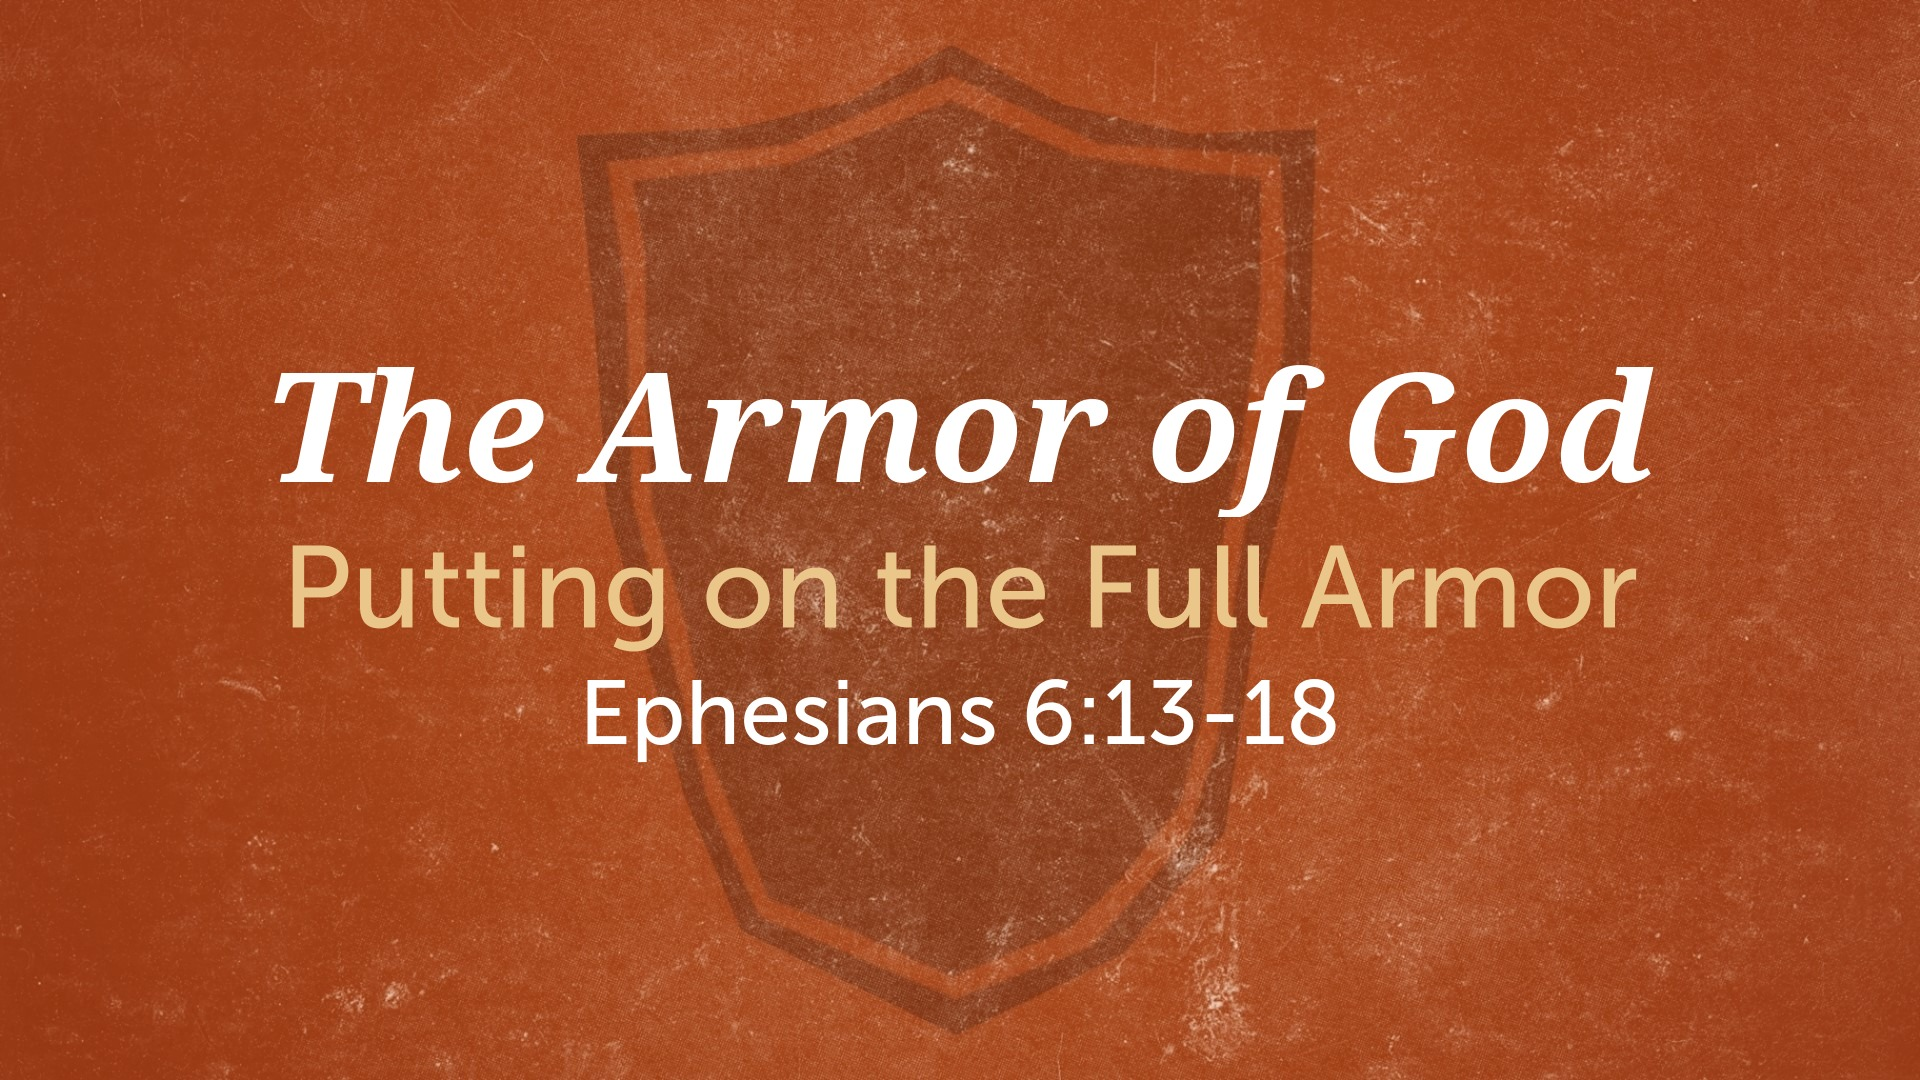 The Armor of God
Putting on the Full Armor
Ephesians 6:13-18